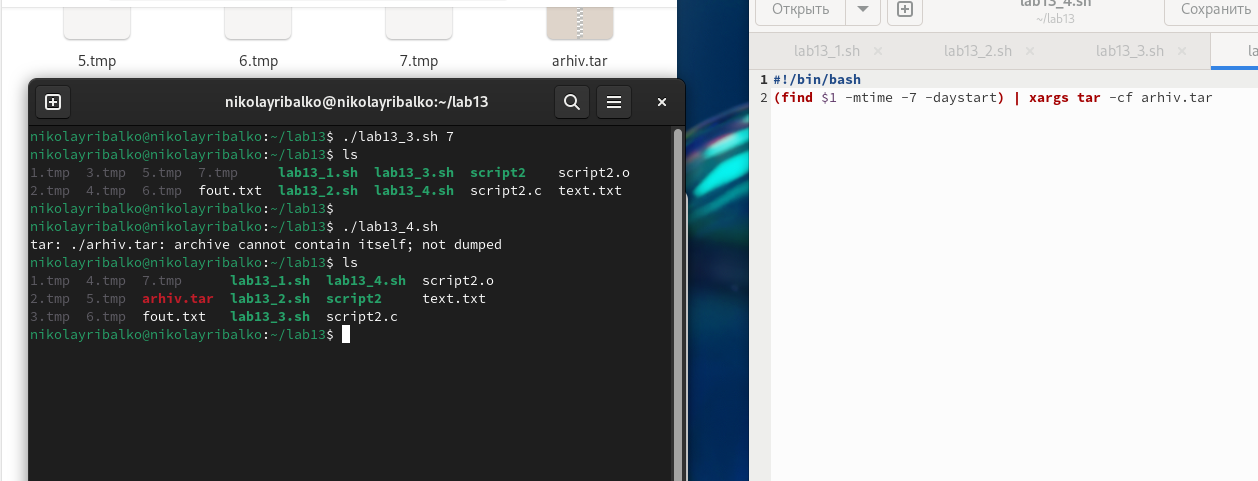 5.tmp 6.tmp 7.tmp arhiv.tar
nikolayribalko@nikolayribalko:~/lab13
nikolayribalko@nikolayribalko:~/lab13$ ./lab13_3.sh 7
nikolayribalko@nikolayribalko:~/lab13$ ls
1.tmp 3.tmp 5.tmp 7.tmp lab13_1.sh lab13_3.sh script2 script2.o
2.tmp 4.tmp 6.tmp fout.txt lab13_2.sh lab13_4.sh script2.c text.txt
nikolayribalko@nikolayribalko:~/lab13$
nikolayribalko@nikolayribalko:~/lab13$ ./lab13_4.sh
tar: ./arhiv.tar: archive cannot contain itself; not dumped
nikolayribalko@nikolayribalko:~/lab13$ ls
1.tmp 4.tmp 7.tmp lab13_1.sh lab13_4.sh script2.o
2.tmp 5.tmp arhiv.tar lab13_2.sh script2 text.txt
3.tmp 6.tmp fout.txt lab13_3.sh script2.c
nikolayribalko@nikolayribalko:~/lab13$
Открыть lab13_4.sh Сохранить
~/lab13
lab13_1.sh × lab13_2.sh × lab13_3.sh × la
1 #!/bin/bash
2 (find $1 -mtime -7 -daystart) | xargs tar -cf arhiv.tar